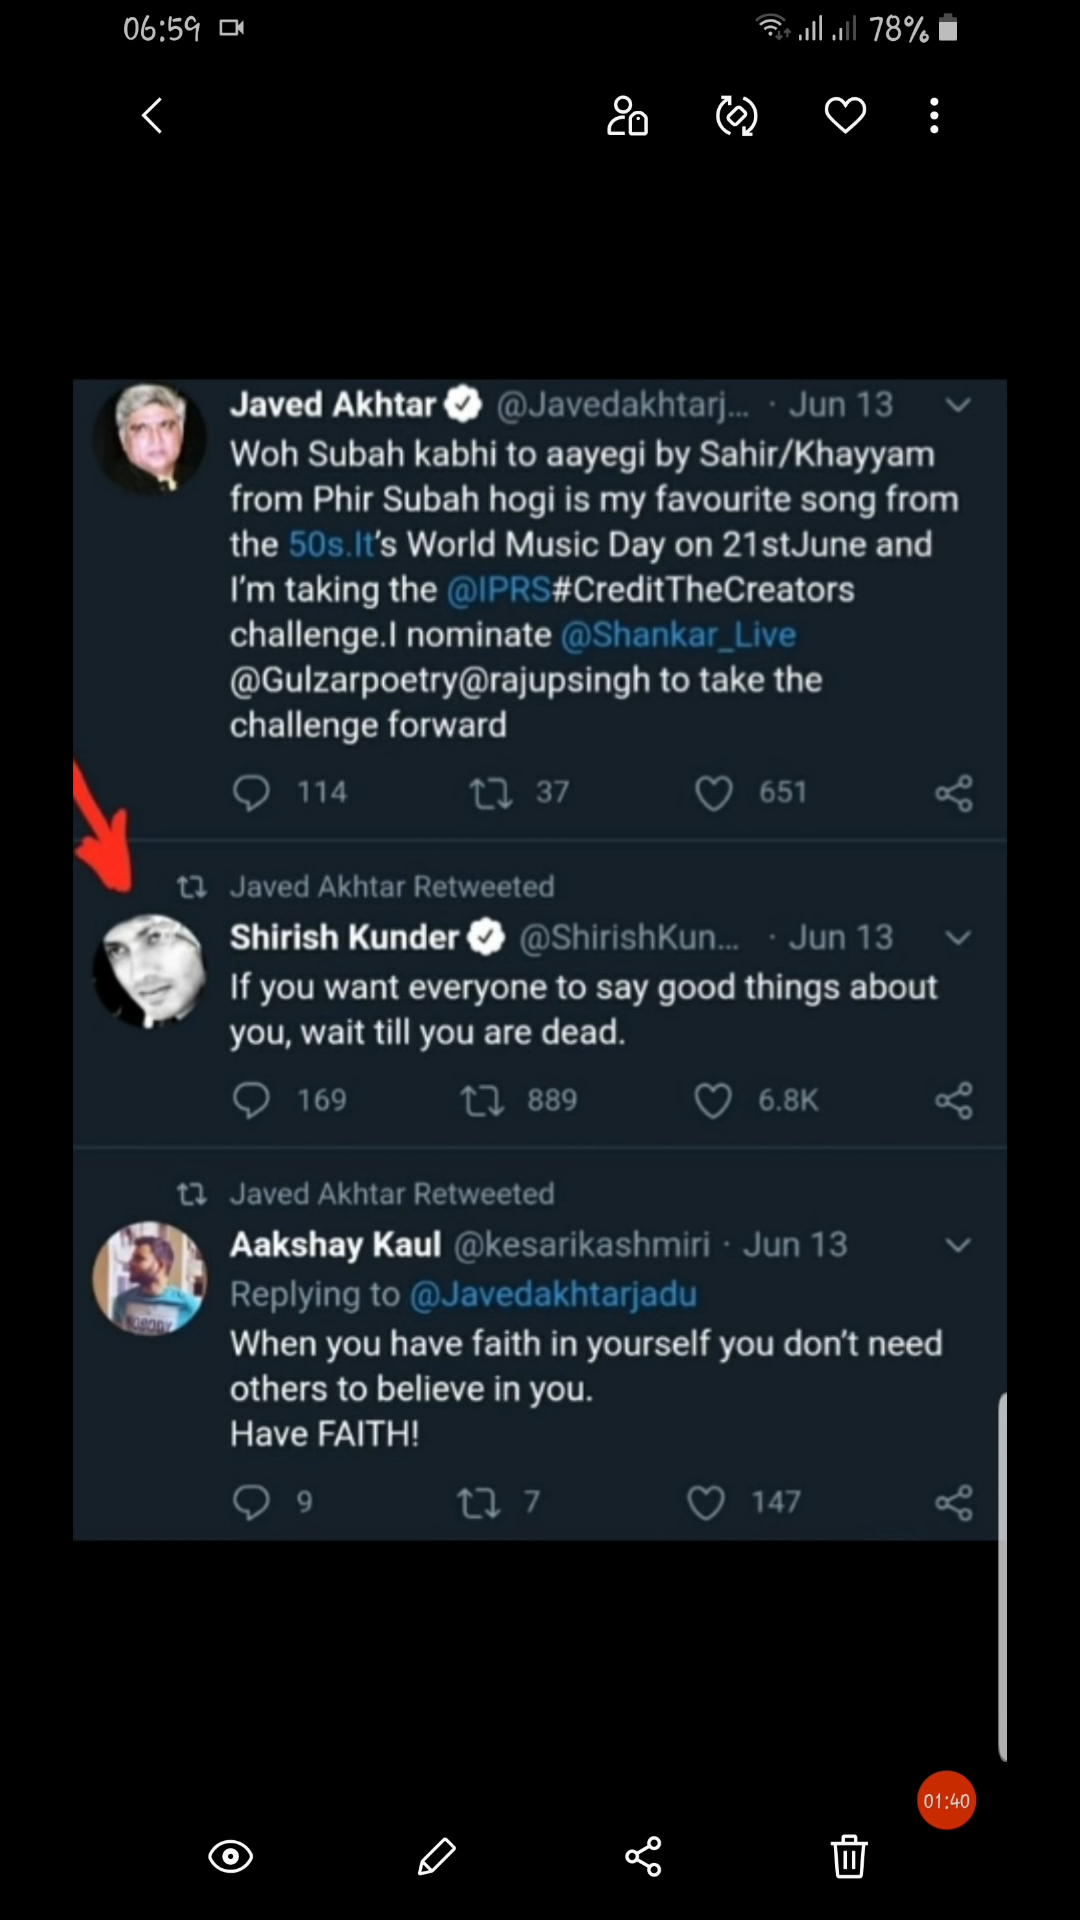 06:59
78%
Javed Akhtar @Javedakhtarj... · Jun 13
Woh Subah kabhi to aayegi by Sahir/Khayyam
from Phir Subah hogi is my favourite song from
the 50s.It's World Music Day on 21stJune and
I'm taking the @IPRS#CreditTheCreators
challenge.I nominate @Shankar_Live
@Gulzarpoetry@rajupsingh to take the
challenge forward
114 37 651
Javed Akhtar Retweeted
Shirish Kunder @ShirishKun... · Jun 13
If you want everyone to say good things about
you, wait till you are dead.
169 889 6.8K
Javed Akhtar Retweeted
Aakshay Kaul @kesarikashmiri · Jun 13
Replying to @Javedakhtarjadu
When you have faith in yourself you don't need
others to believe in you.
Have FAITH!
NOBODY
9 7 147
01:40